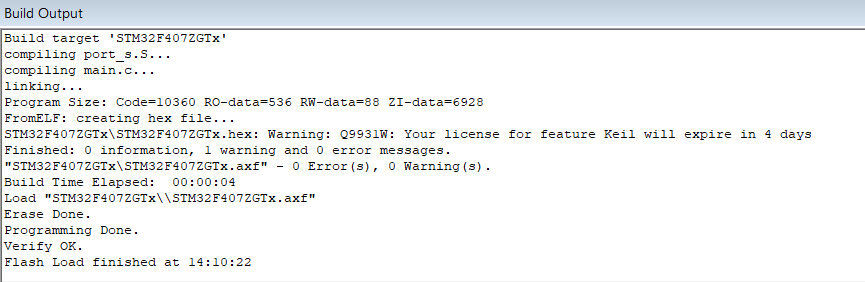 Build Output
Build target 'STM32F407ZGTx'
compiling port_s.S...
compiling main.c...
linking...
Program Size: Code=10360 RO-data=536 RW-data=88 ZI-data=6928
FromELF: creating hex file...
STM32F407ZGTx\STM32F407ZGTx.hex: Warning: Q9931W: Your license for feature Keil will expire in 4 days
Finished: 0 information, 1 warning and 0 error messages.
"STM32F407ZGTx\STM32F407ZGTx.axf" - 0 Error(s), 0 Warning(s).
Build Time Elapsed:  00:00:04
Load "STM32F407ZGTx\\STM32F407ZGTx.axf"
Erase Done.
Programming Done.
Verify OK.
Flash Load finished at 14:10:22